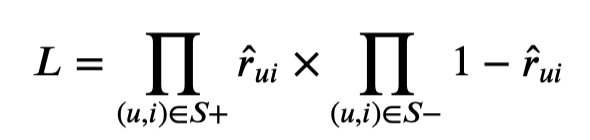 L = ∏ r̂ui × ∏ 1 − r̂ui
(u,i)∈S+ (u,i)∈S−